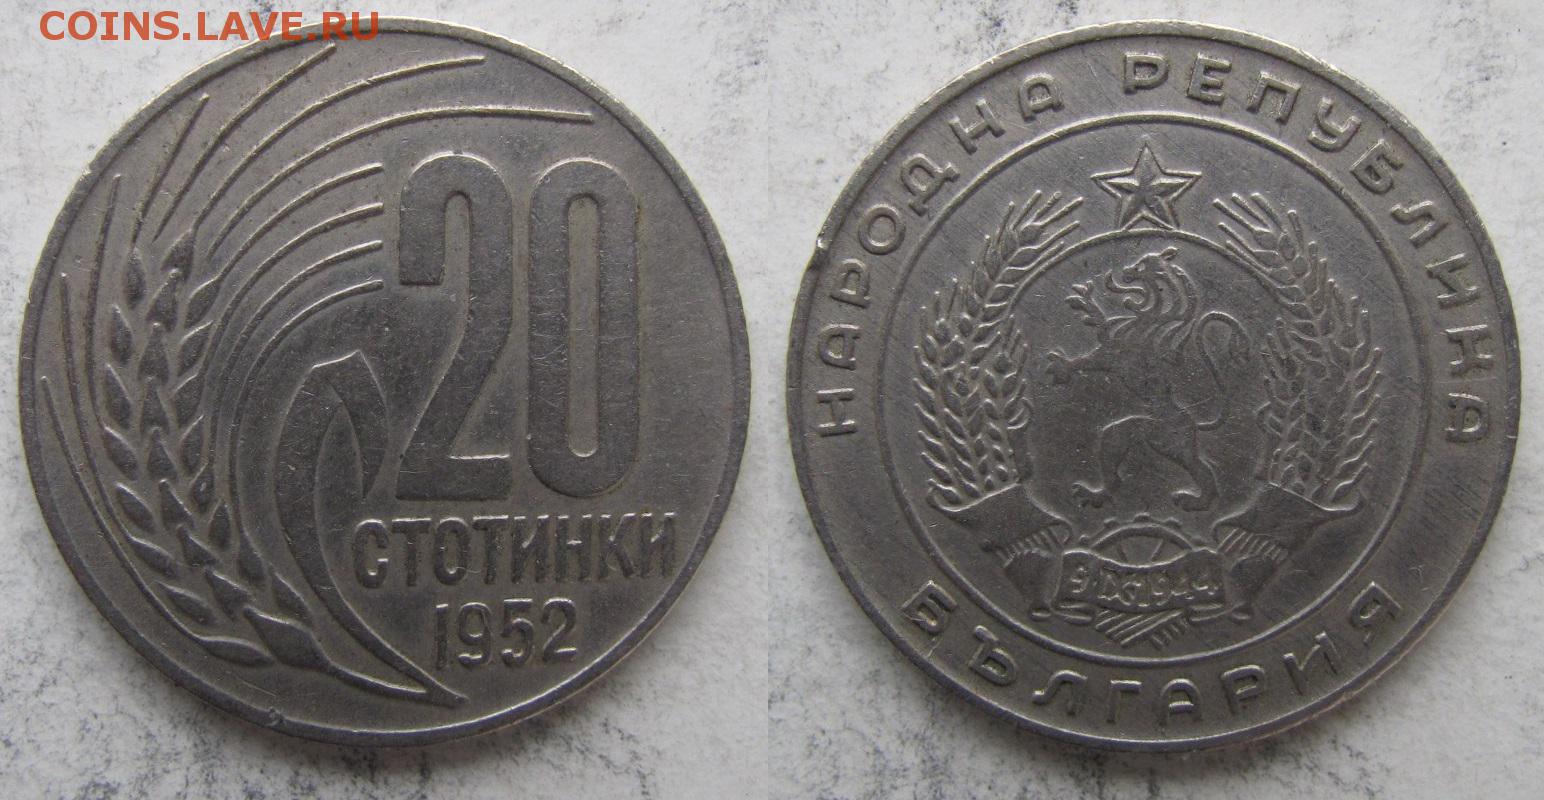 COINS.LAVE.RU
20
СТОТИНКИ
1952
НАРОДНА РЕПУБЛИКА
БЪЛГАРИЯ
9·IX·1944